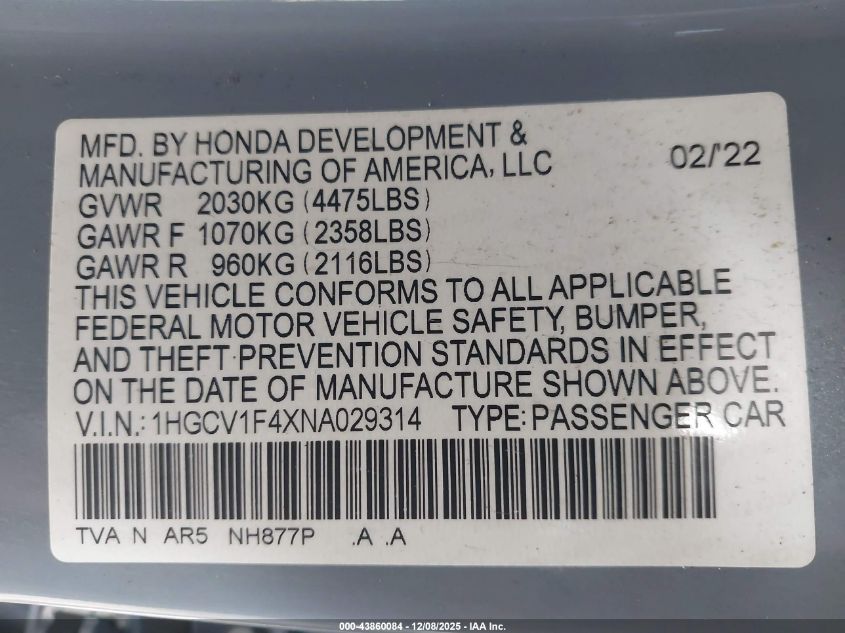 MFD. BY HONDA DEVELOPMENT &
MANUFACTURING OF AMERICA, LLC 02/'22
GVWR 2030KG (4475LBS)
GAWR F 1070KG (2358LBS)
GAWR R 960KG (2116LBS)
THIS VEHICLE CONFORMS TO ALL APPLICABLE
FEDERAL MOTOR VEHICLE SAFETY, BUMPER,
AND THEFT PREVENTION STANDARDS IN EFFECT
ON THE DATE OF MANUFACTURE SHOWN ABOVE.
V.I.N.: 1HGCV1F4XNA029314 TYPE: PASSENGER CAR
TVA N AR5 NH877P .A .A
000-43860084 - 12/08/2025 - IAA Inc.